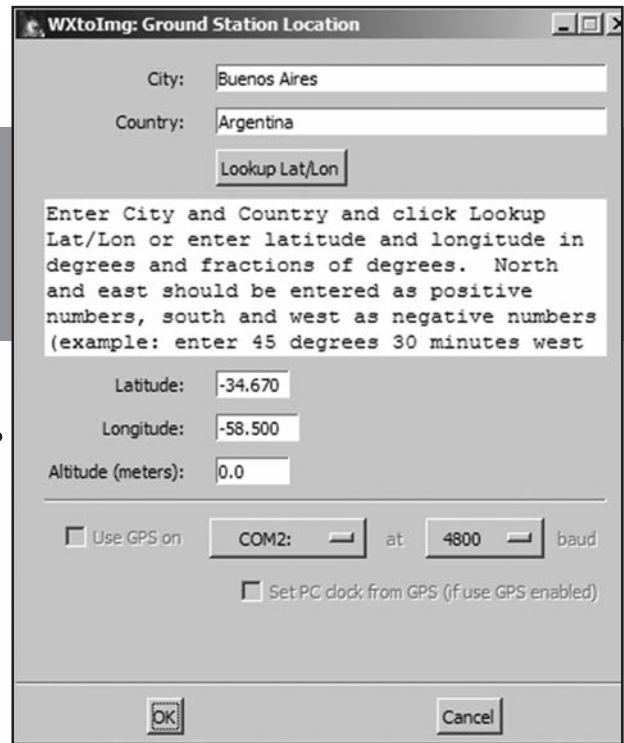 WXtoImg: Ground Station Location
City: Buenos Aires
Country: Argentina
Lookup Lat/Lon
Enter City and Country and click Lookup
Lat/Lon or enter latitude and longitude in
degrees and fractions of degrees. North
and east should be entered as positive
numbers, south and west as negative numbers
(example: enter 45 degrees 30 minutes west
Latitude: -34.670
Longitude: -58.500
Altitude (meters): 0.0
Use GPS on COM2: at 4800 baud
Set PC clock from GPS (if use GPS enabled)
OK Cancel